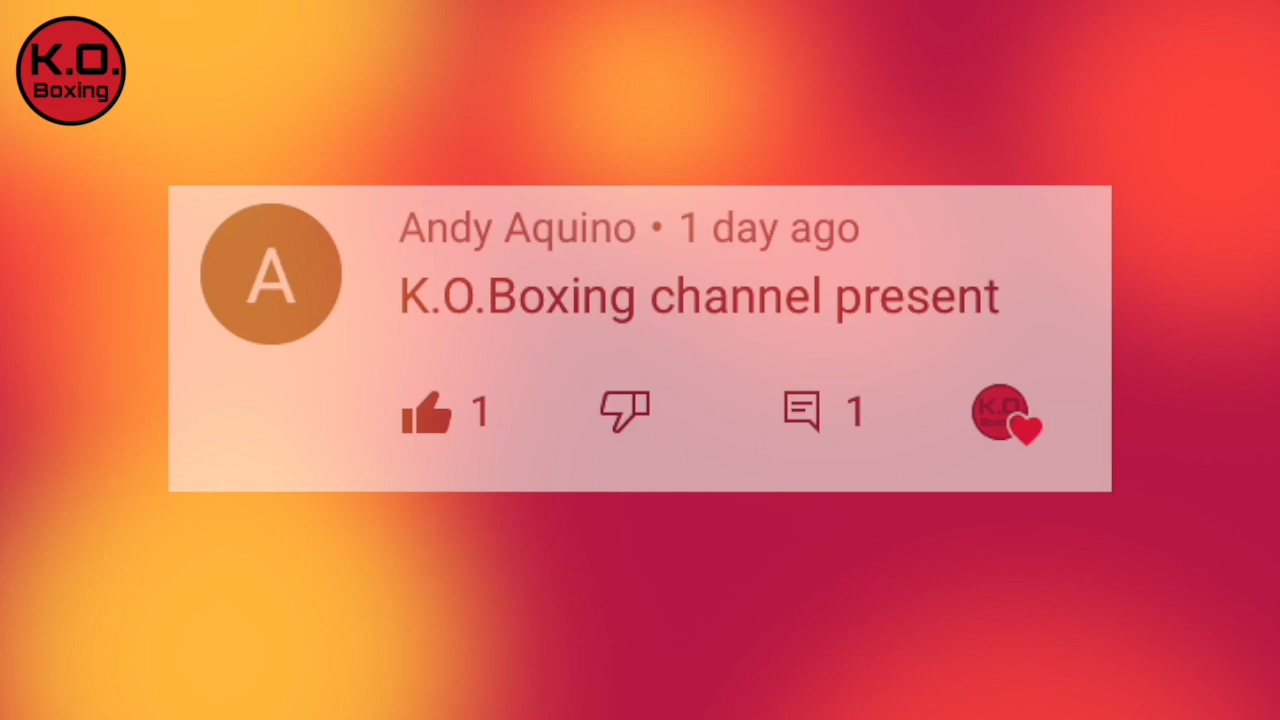 K.O.
Boxing
A
Andy Aquino • 1 day ago
K.O.Boxing channel present
1
1
K.O.